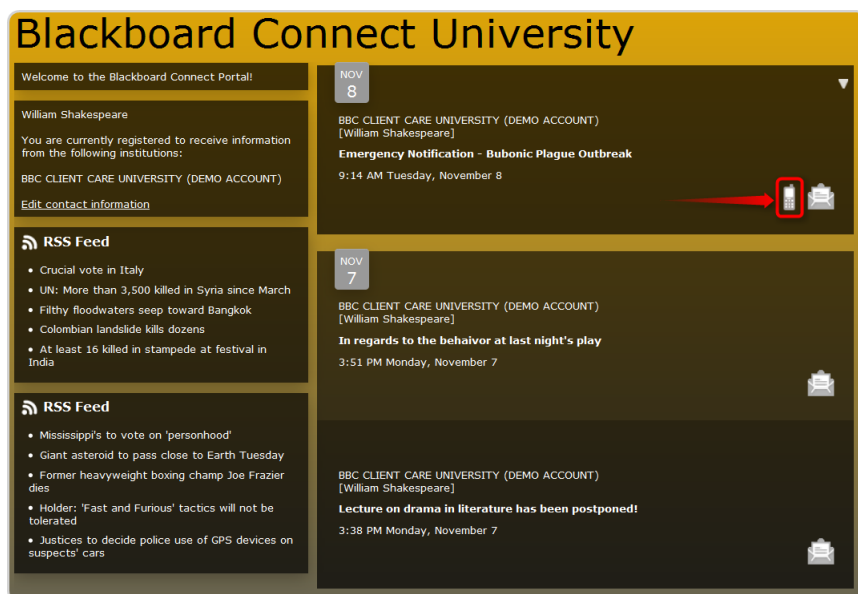 Blackboard Connect University
Welcome to the Blackboard Connect Portal!
William Shakespeare
You are currently registered to receive information
from the following institutions:
BBC CLIENT CARE UNIVERSITY (DEMO ACCOUNT)
Edit contact information
RSS Feed
• Crucial vote in Italy
• UN: More than 3,500 killed in Syria since March
• Filthy floodwaters seep toward Bangkok
• Colombian landslide kills dozens
• At least 16 killed in stampede at festival in
India
RSS Feed
• Mississippi's to vote on 'personhood'
• Giant asteroid to pass close to Earth Tuesday
• Former heavyweight boxing champ Joe Frazier
dies
• Holder: 'Fast and Furious' tactics will not be
tolerated
• Justices to decide police use of GPS devices on
suspects' cars
NOV
8
BBC CLIENT CARE UNIVERSITY (DEMO ACCOUNT)
[William Shakespeare]
Emergency Notification - Bubonic Plague Outbreak
9:14 AM Tuesday, November 8
NOV
7
BBC CLIENT CARE UNIVERSITY (DEMO ACCOUNT)
[William Shakespeare]
In regards to the behaivor at last night's play
3:51 PM Monday, November 7
BBC CLIENT CARE UNIVERSITY (DEMO ACCOUNT)
[William Shakespeare]
Lecture on drama in literature has been postponed!
3:38 PM Monday, November 7